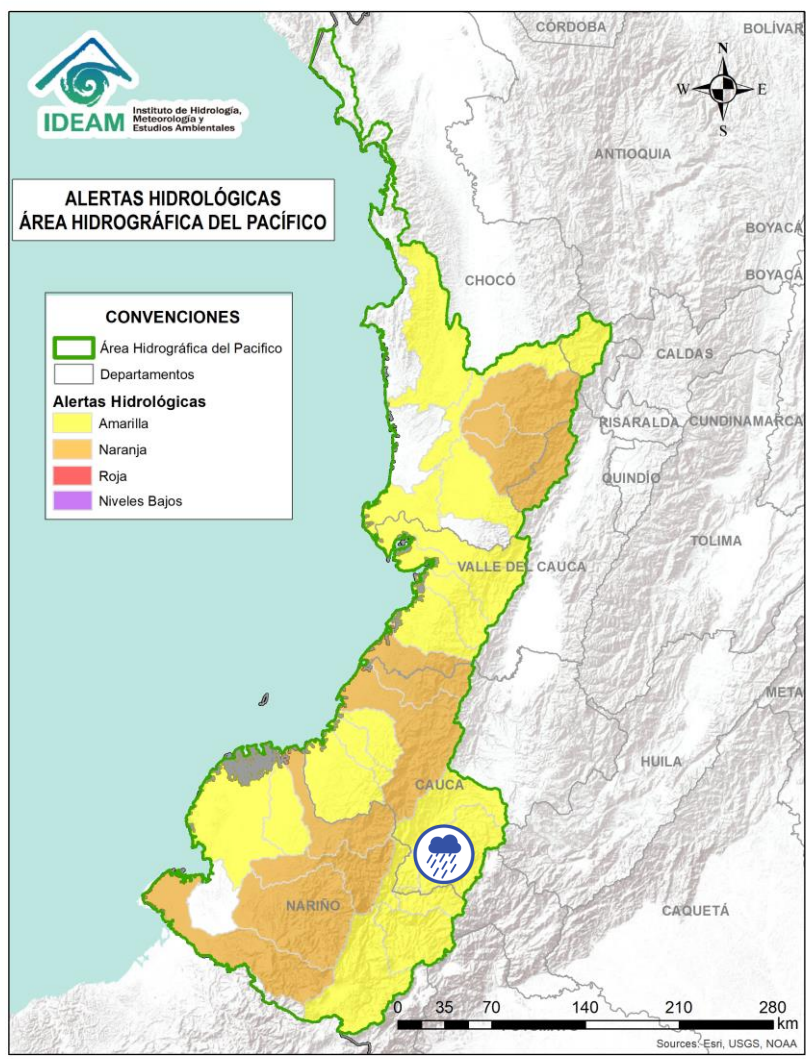 CÓRDOBA
BOLÍVAR
IDEAM
Instituto de Hidrología,
Meteorología y
Estudios Ambientales
N
W
E
S
ANTIOQUIA
ALERTAS HIDROLÓGICAS
ÁREA HIDROGRÁFICA DEL PACÍFICO
BOYACÁ
BOYACÁ
CHOCÓ
CONVENCIONES
Área Hidrográfica del Pacifico
Departamentos
Alertas Hidrológicas
Amarilla
Naranja
Roja
Niveles Bajos
CALDAS
RISARALDA
CUNDINAMARCA
QUINDÍO
TOLIMA
VALLE DEL CAUCA
META
HUILA
CAUCA
NARIÑO
CAQUETÁ
0 35 70 140 210 280
km
Sources: Esri, USGS, NOAA